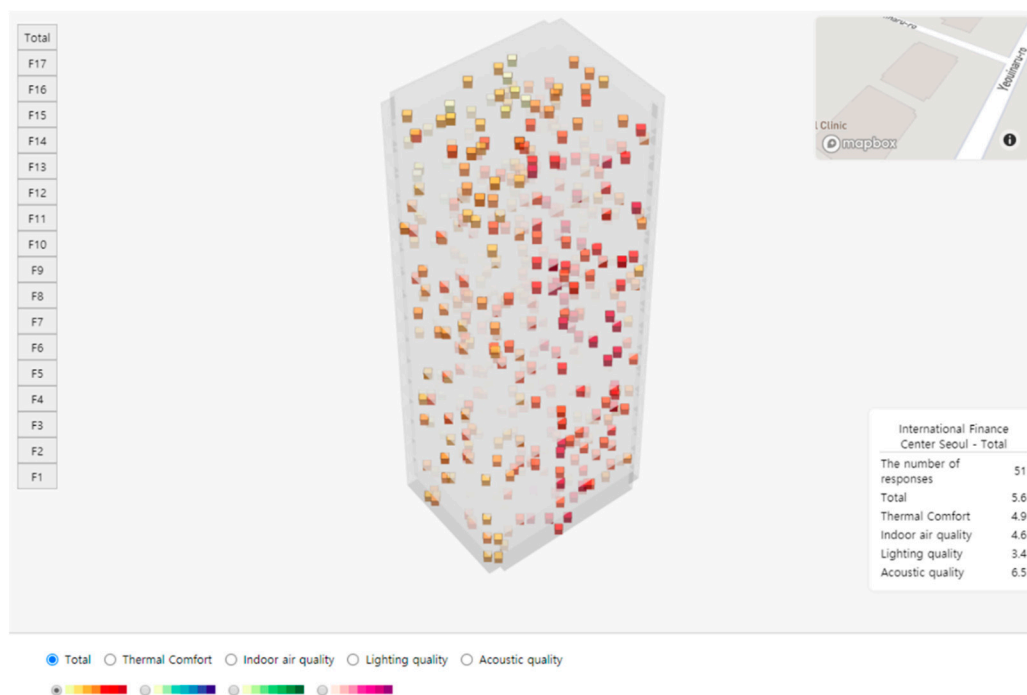 Total
F17
F16
F15
F14
F13
F12
F11
F10
F9
F8
F7
F6
F5
F4
F3
F2
F1
Yeouinaru-ro
l Clinic
mapbox
International Finance
Center Seoul - Total
The number of
responses 51
Total 5.6
Thermal Comfort 4.9
Indoor air quality 4.6
Lighting quality 3.4
Acoustic quality 6.5
Total Thermal Comfort Indoor air quality Lighting quality Acoustic quality